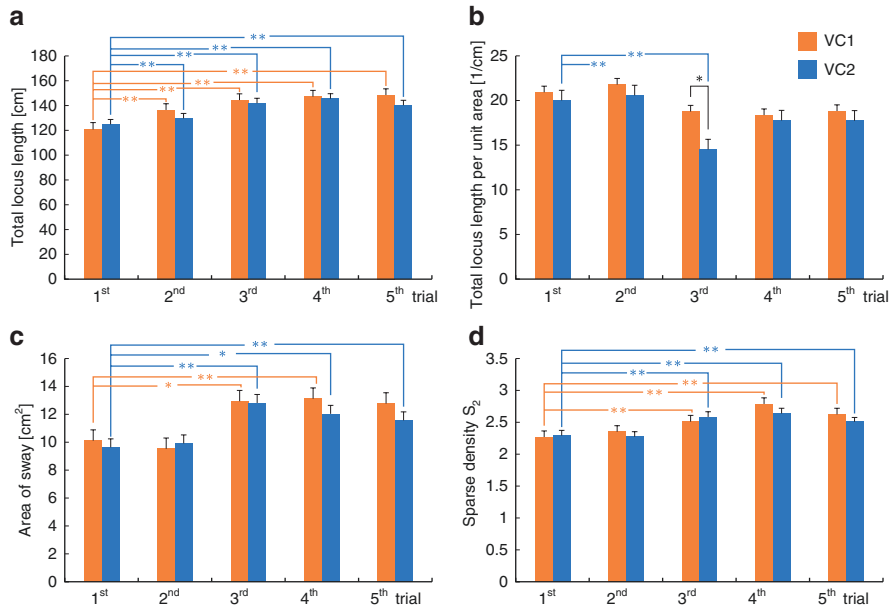 a
Total locus length [cm]
180
160
140
120
100
80
60
40
20
0
** ** ** **
** ** ** **
1st 2nd 3rd 4th 5th trial
b
VC1
VC2
Total locus length per unit area [1/cm]
25
20
15
10
5
0
**
**
*
1st 2nd 3rd 4th 5th trial
c
Area of sway [cm2]
16
14
12
10
8
6
4
2
0
**
*
**
**
*
1st 2nd 3rd 4th 5th trial
d
Sparse density S2
3.5
3
2.5
2
1.5
1
0.5
0
**
**
**
**
**
**
1st 2nd 3rd 4th 5th trial